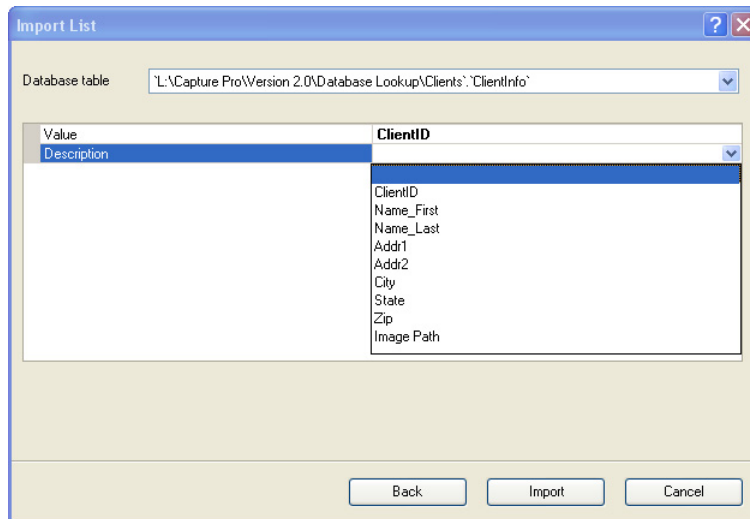 Import List
Database table `L:\Capture Pro\Version 2.0\Database Lookup\Clients`.`ClientInfo`
Value ClientID
Description
ClientID
Name_First
Name_Last
Addr1
Addr2
City
State
Zip
Image Path
Back Import Cancel